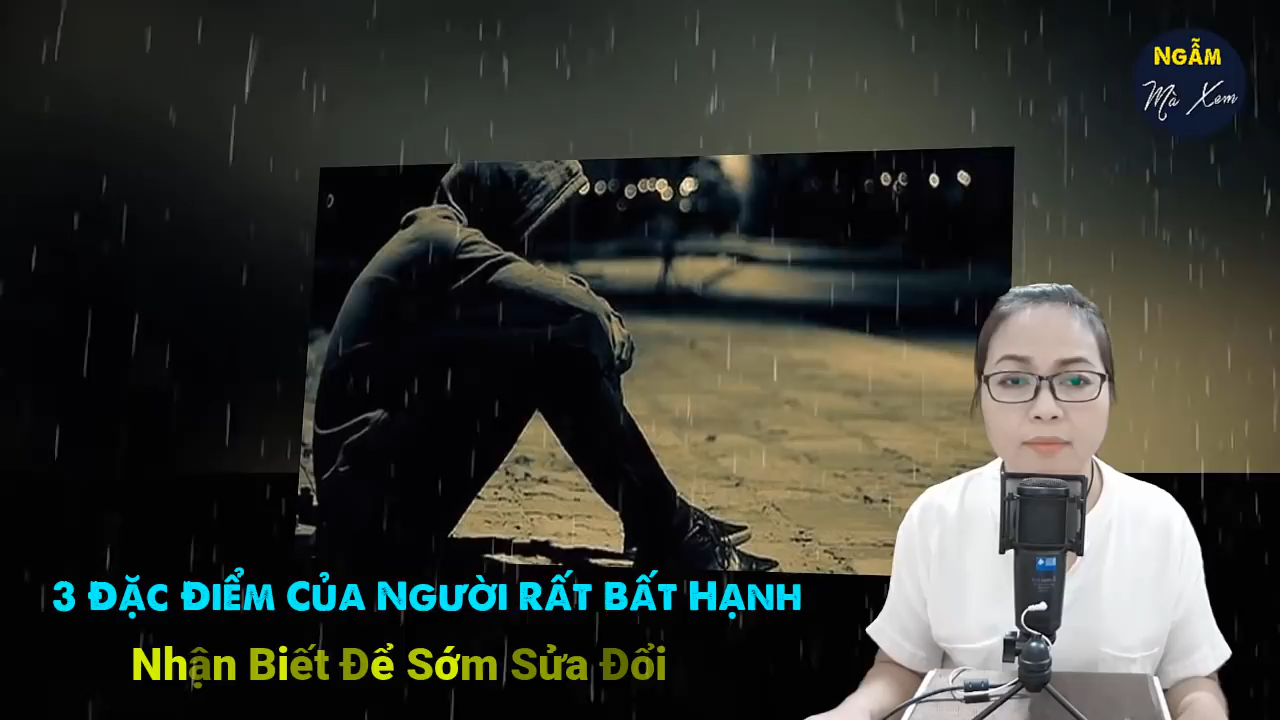 NGẪM
Mà Xem
3 ĐẶC ĐIỂM CỦA NGƯỜI RẤT BẤT HẠNH
Nhận Biết Để Sớm Sửa Đổi